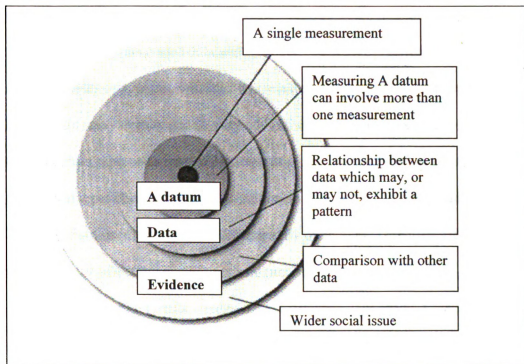 A single measurement
Measuring A datum
can involve more than
one measurement
Relationship between
data which may, or
may not, exhibit a
pattern
A datum
Data
Comparison with other
data
Evidence
Wider social issue